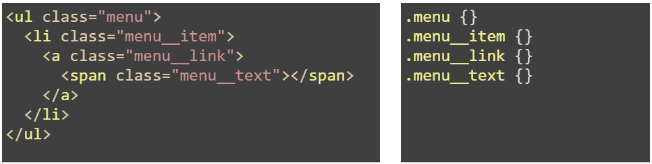 <ul class="menu">
  <li class="menu__item">
    <a class="menu__link">
      <span class="menu__text"></span>
    </a>
  </li>
</ul>
.menu {}
.menu__item {}
.menu__link {}
.menu__text {}